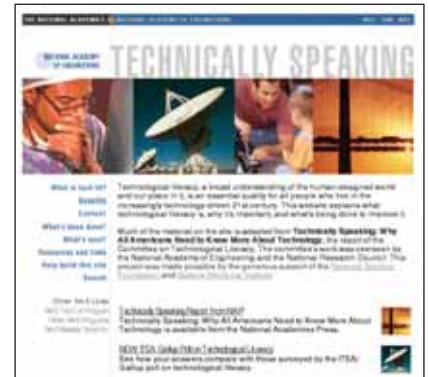 THE NATIONAL ACADEMIES NATIONAL ACADEMY OF ENGINEERING
NATIONAL ACADEMY
OF ENGINEERING
TECHNICALLY SPEAKING
What is tech lit?
Benefits
Context
What's been done?
What's next?
Resources and links
Help build this site
Search
Other NAE Links
Technological literacy, a broad understanding of the human-designed world
and our place in it, is an essential quality for all people who live in the
increasingly technology-driven 21st century. This website explains what
technological literacy is, why it's important, and what's being done to improve it.
Much of the material on this site is adapted from Technically Speaking: Why
All Americans Need to Know More About Technology, the report of the
Committee on Technological Literacy. The committee's work was overseen by
the National Academy of Engineering and the National Research Council. This
project was made possible by the generous support of the National Science
Foundation and
Technically Speaking Report from NAP
Technically Speaking: Why All Americans Need to Know More About
Technology is available from the National Academies Press.
NEW ITEA Gallup Poll on Technological Literacy
See how your answers compare with those surveyed by the ITEA/
Gallup poll on technological literacy.